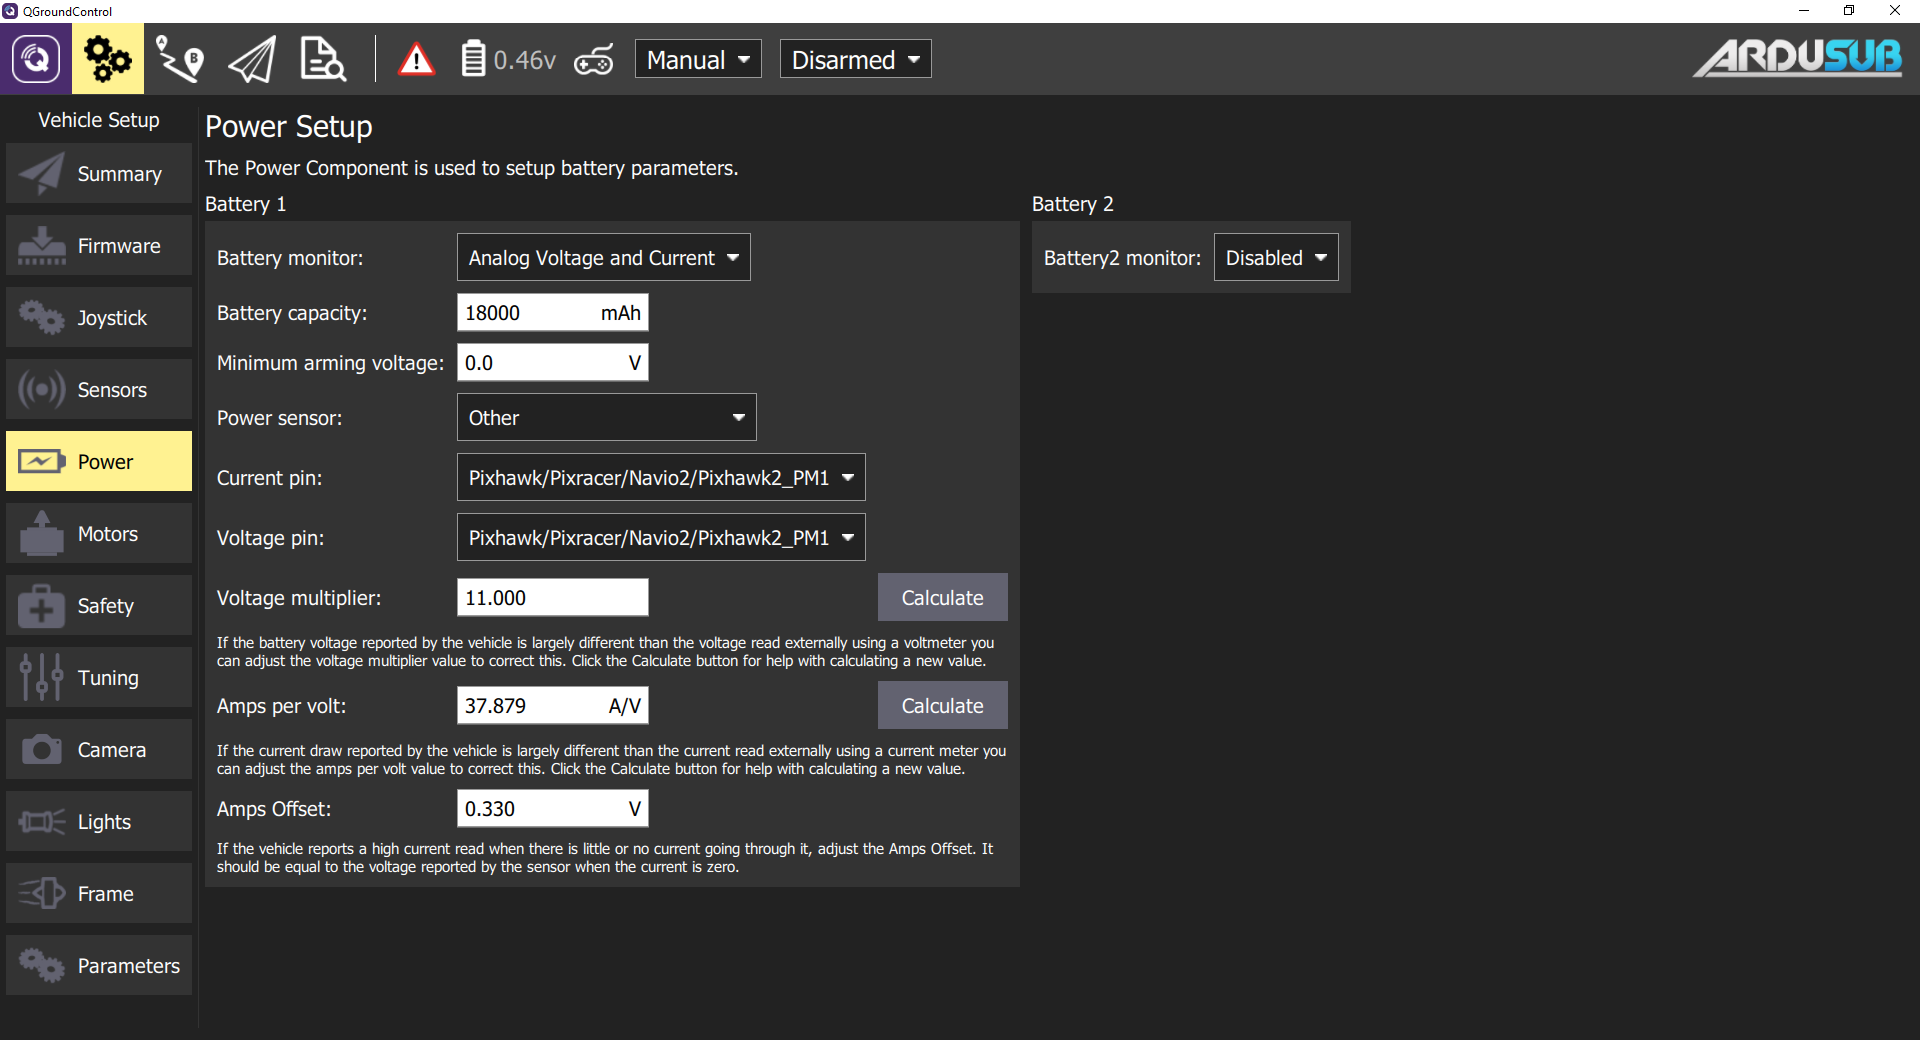 QGroundControl
0.46v
Manual
Disarmed
ARDUSUB
Vehicle Setup
Summary
Firmware
Joystick
Sensors
Power
Motors
Safety
Tuning
Camera
Lights
Frame
Parameters
Power Setup
The Power Component is used to setup battery parameters.
Battery 1
Battery monitor: Analog Voltage and Current
Battery capacity: 18000 mAh
Minimum arming voltage: 0.0 V
Power sensor: Other
Current pin: Pixhawk/Pixracer/Navio2/Pixhawk2_PM1
Voltage pin: Pixhawk/Pixracer/Navio2/Pixhawk2_PM1
Voltage multiplier: 11.000 Calculate
If the battery voltage reported by the vehicle is largely different than the voltage read externally using a voltmeter you
can adjust the voltage multiplier value to correct this. Click the Calculate button for help with calculating a new value.
Amps per volt: 37.879 A/V Calculate
If the current draw reported by the vehicle is largely different than the current read externally using a current meter you
can adjust the amps per volt value to correct this. Click the Calculate button for help with calculating a new value.
Amps Offset: 0.330 V
If the vehicle reports a high current read when there is little or no current going through it, adjust the Amps Offset. It
should be equal to the voltage reported by the sensor when the current is zero.
Battery 2
Battery2 monitor: Disabled